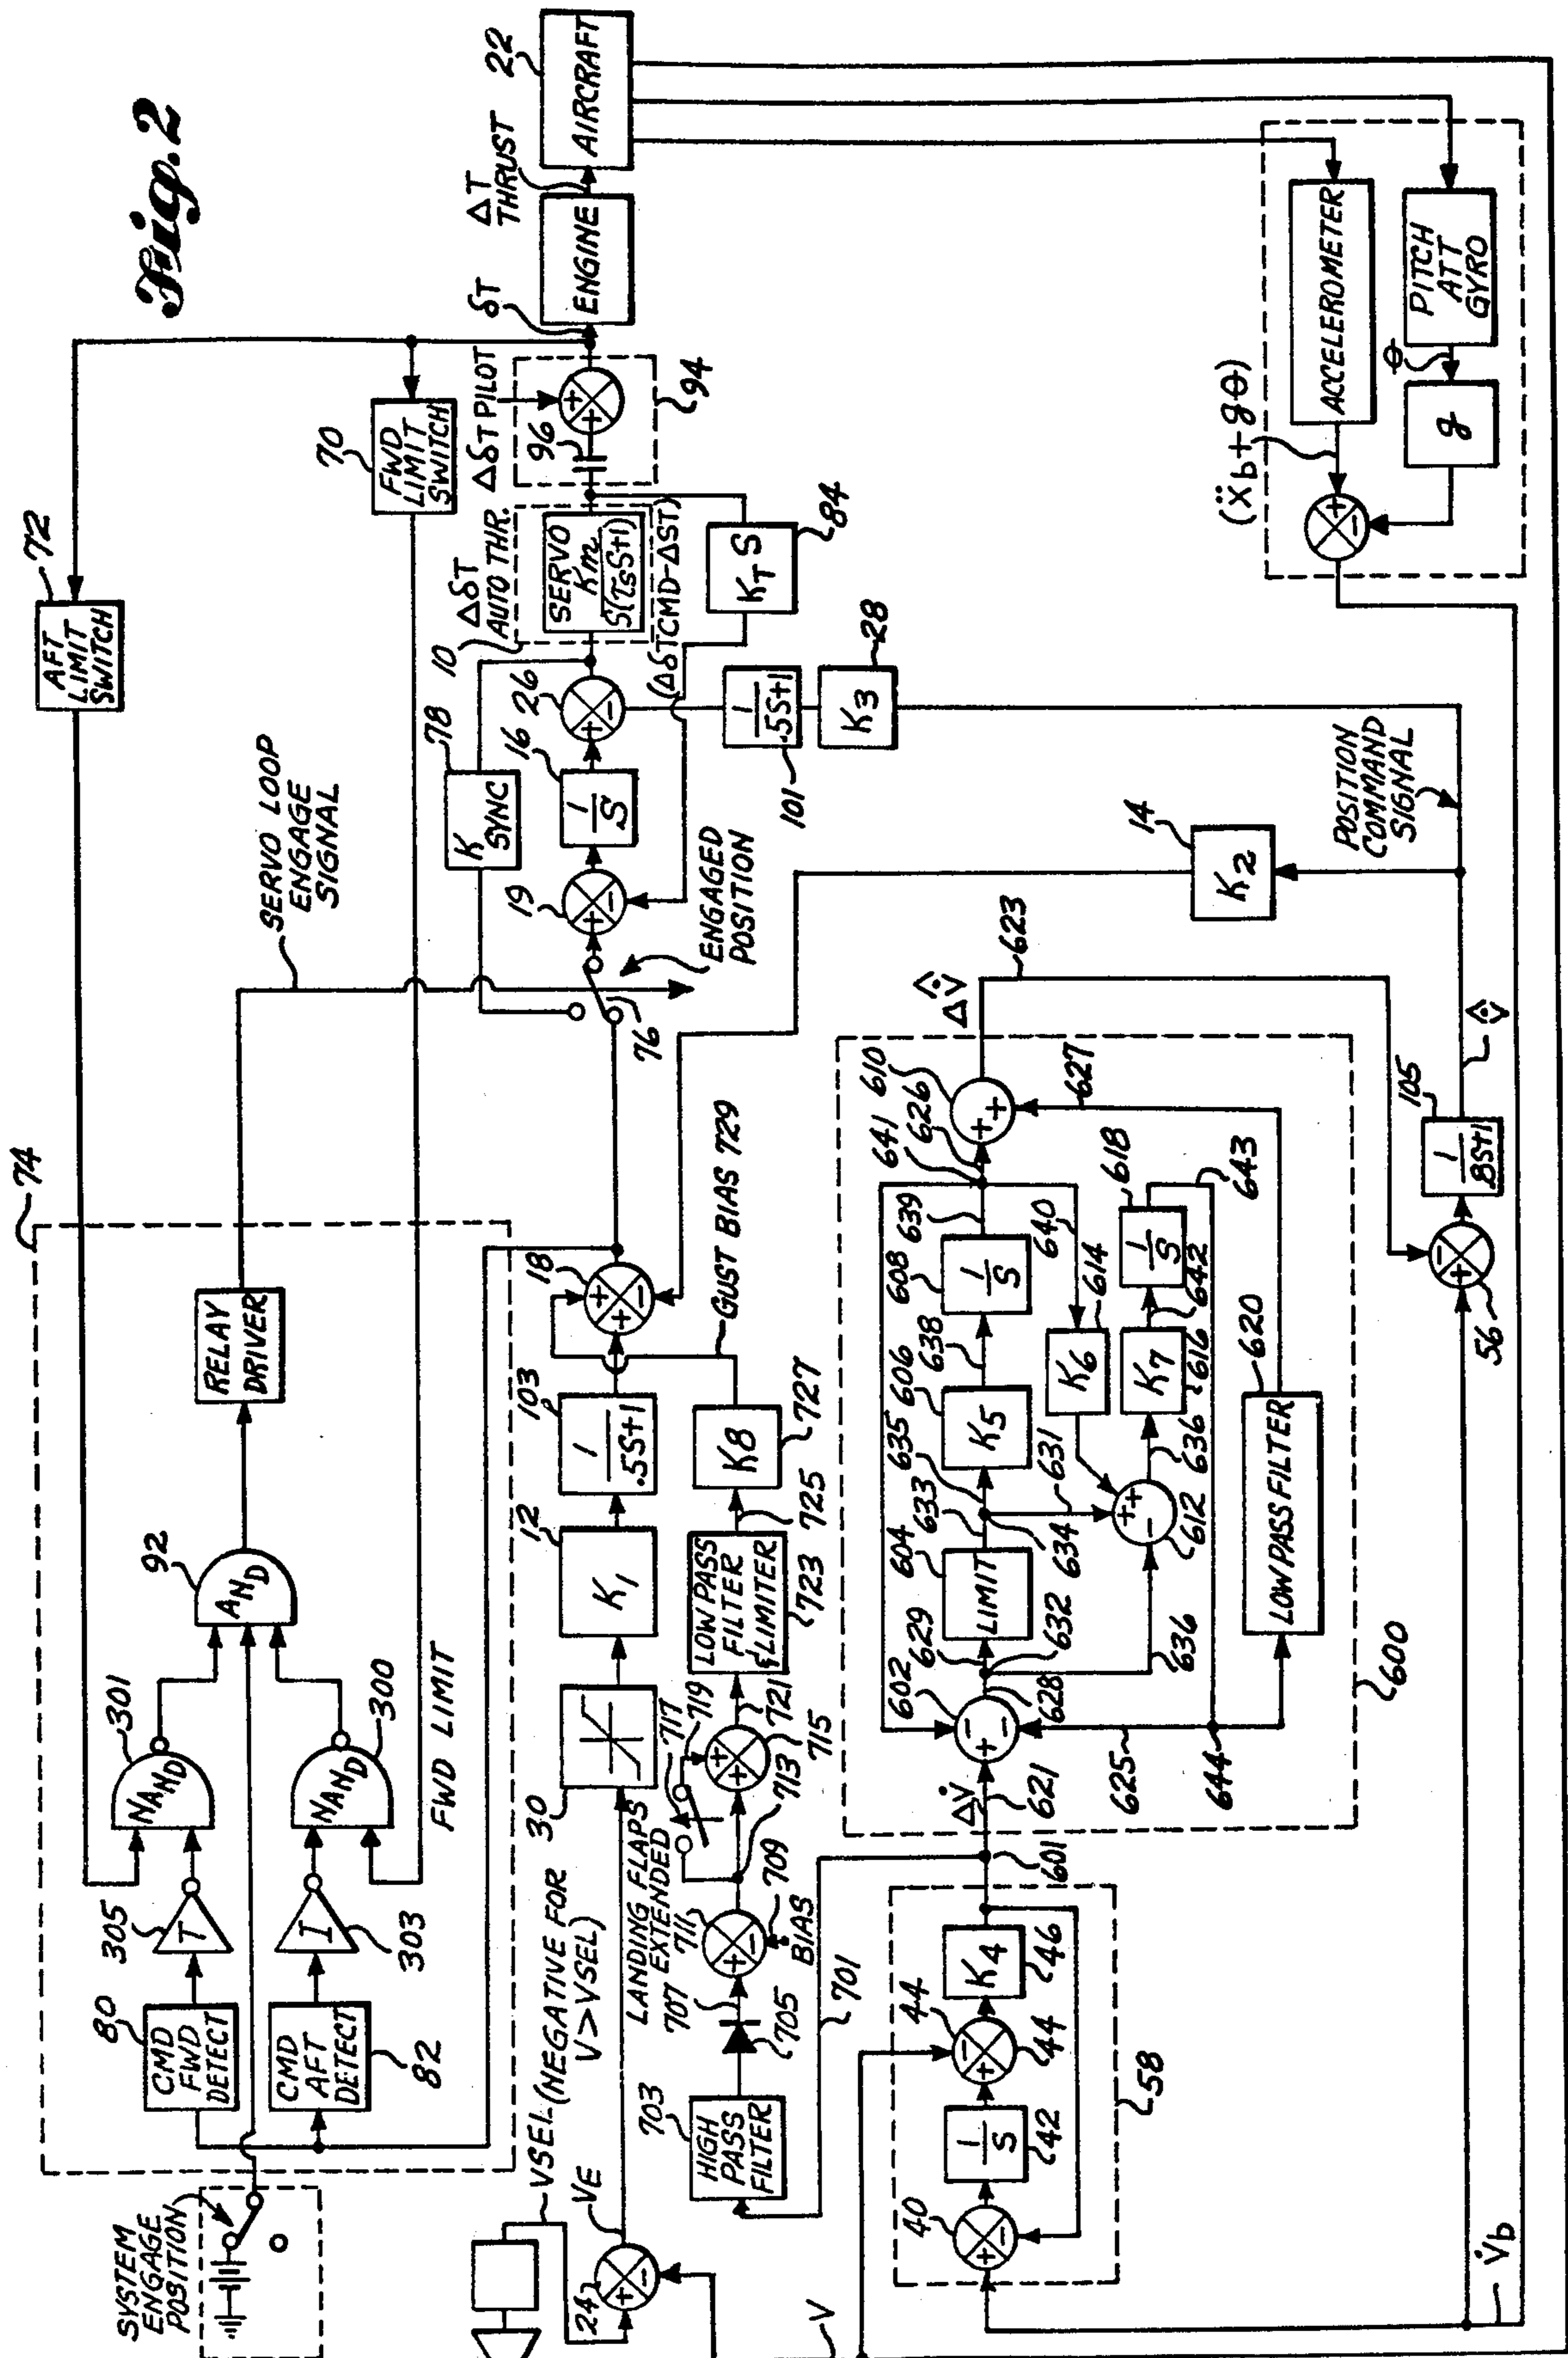 Fig. 2
72
AFT
LIMIT
SWITCH
70
FWD
LIMIT
SWITCH
SERVO LOOP
ENGAGE
SIGNAL
74
RELAY
DRIVER
92
AND
301
NAND
300
NAND
FWD LIMIT
305
T
303
I
80
CMD
FWD
DETECT
CMD
AFT
DETECT
82
SYSTEM
ENGAGE
POSITION
22
AIRCRAFT
ΔT
THRUST
ENGINE
δT
ΔδT PILOT
96
94
ΔδT
AUTO THR.
10
SERVO
Km
S(τsS+1)
(ΔδTCMD-ΔST)
KTS
84
78
K
SYNC
26
16
1
S
19
ENGAGED
POSITION
76
1
.5S+1
101
K3
28
18
GUST BIAS 729
103
1
.5S+1
12
K1
30
VSEL (NEGATIVE FOR
V>VSEL)
VE
24
K8
727
725
LOW PASS
FILTER
&LIMITER
723
721
719
717
715
713
LANDING FLAPS
EXTENDED
711
709
BIAS
707
705
703
HIGH
PASS
FILTER
701
14
K2
POSITION
COMMAND
SIGNAL
623
ΔV̇̂
610
627
626
641
639
608
1
S
640
614
K6
618
1
S
643
642
638
606
K5
K7
616
635
633
631
636
604
LIMIT
634
612
629
632
636
602
628
620
LOW PASS FILTER
600
ΔV̇
621
625
644
601
K4
46
44
44
1
S
42
40
58
V
105
1
8S+1
V̇̂
56
V̇b
(Ẍb+gθ)
ACCELEROMETER
PITCH
ATT
GYRO
θ
g